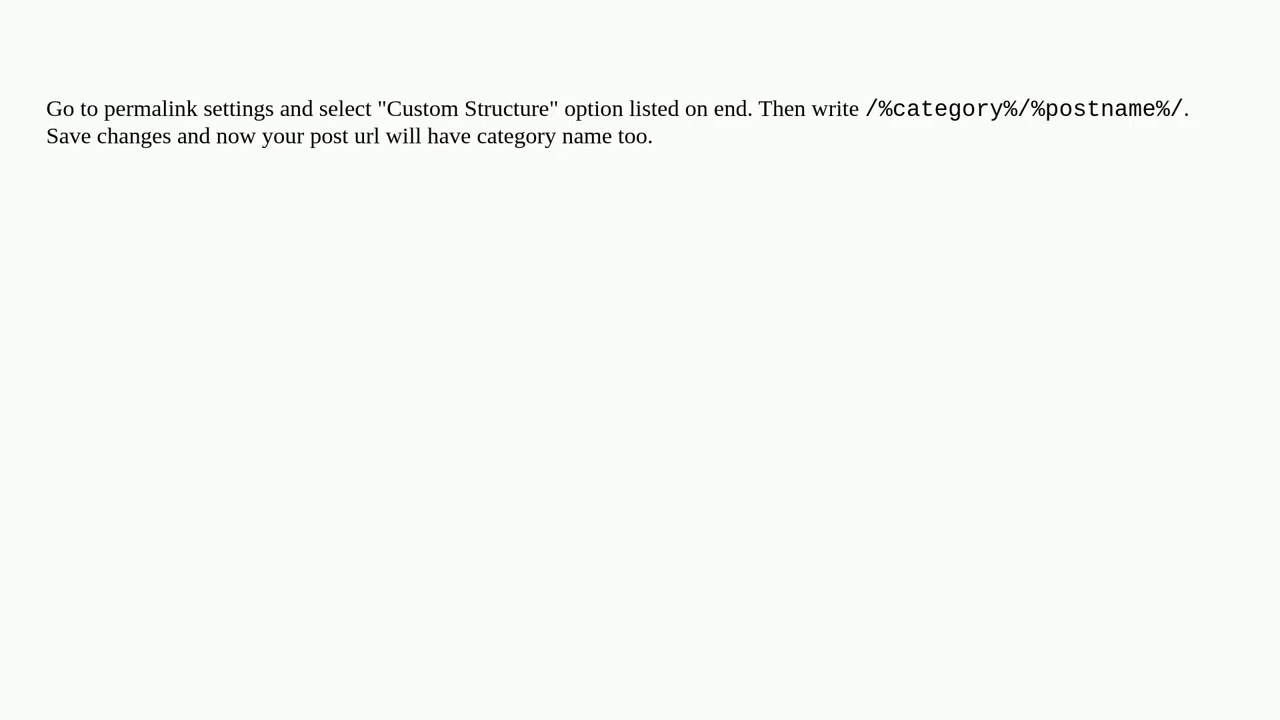 Go to permalink settings and select "Custom Structure" option listed on end. Then write /%category%/%postname%/.
Save changes and now your post url will have category name too.